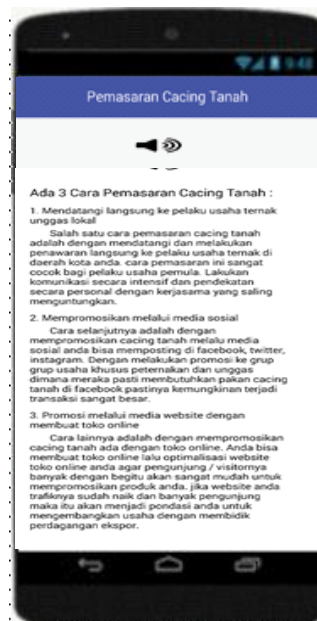 9:48
Pemasaran Cacing Tanah
Ada 3 Cara Pemasaran Cacing Tanah :
1. Mendatangi langsung ke pelaku usaha ternak
unggas lokal
Salah satu cara pemasaran cacing tanah
adalah dengan mendatangi dan melakukan
penawaran langsung ke pelaku usaha ternak di
daerah kota anda. cara pemasaran ini sangat
cocok bagi pelaku usaha pemula. Lakukan
komunikasi secara intensif dan pendekatan
secara personal dengan kerjasama yang saling
menguntungkan.
2. Mempromosikan melalui media sosial
Cara selanjutnya adalah dengan
mempromosikan cacing tanah melalu media
sosial anda bisa memposting di facebook, twitter,
instagram. Dengan melakukan promosi ke grup
grup usaha khusus peternakan dan unggas
dimana meraka pasti membutuhkan pakan cacing
tanah di facebook pastinya kemungkinan terjadi
transaksi sangat besar.
3. Promosi melalui media website dengan
membuat toko online
Cara lainnya adalah dengan mempromosikan
cacing tanah ada dengan toko online. Anda bisa
membuat toko online lalu optimalisasi website
toko online anda agar pengunjung / visitornya
banyak dengan begitu akan sangat mudah untuk
mempromosikan produk anda. jika website anda
trafiknya sudah naik dan banyak pengunjung
maka itu akan menjadi pondasi anda untuk
mengembangkan usaha dengan membidik
perdagangan ekspor.